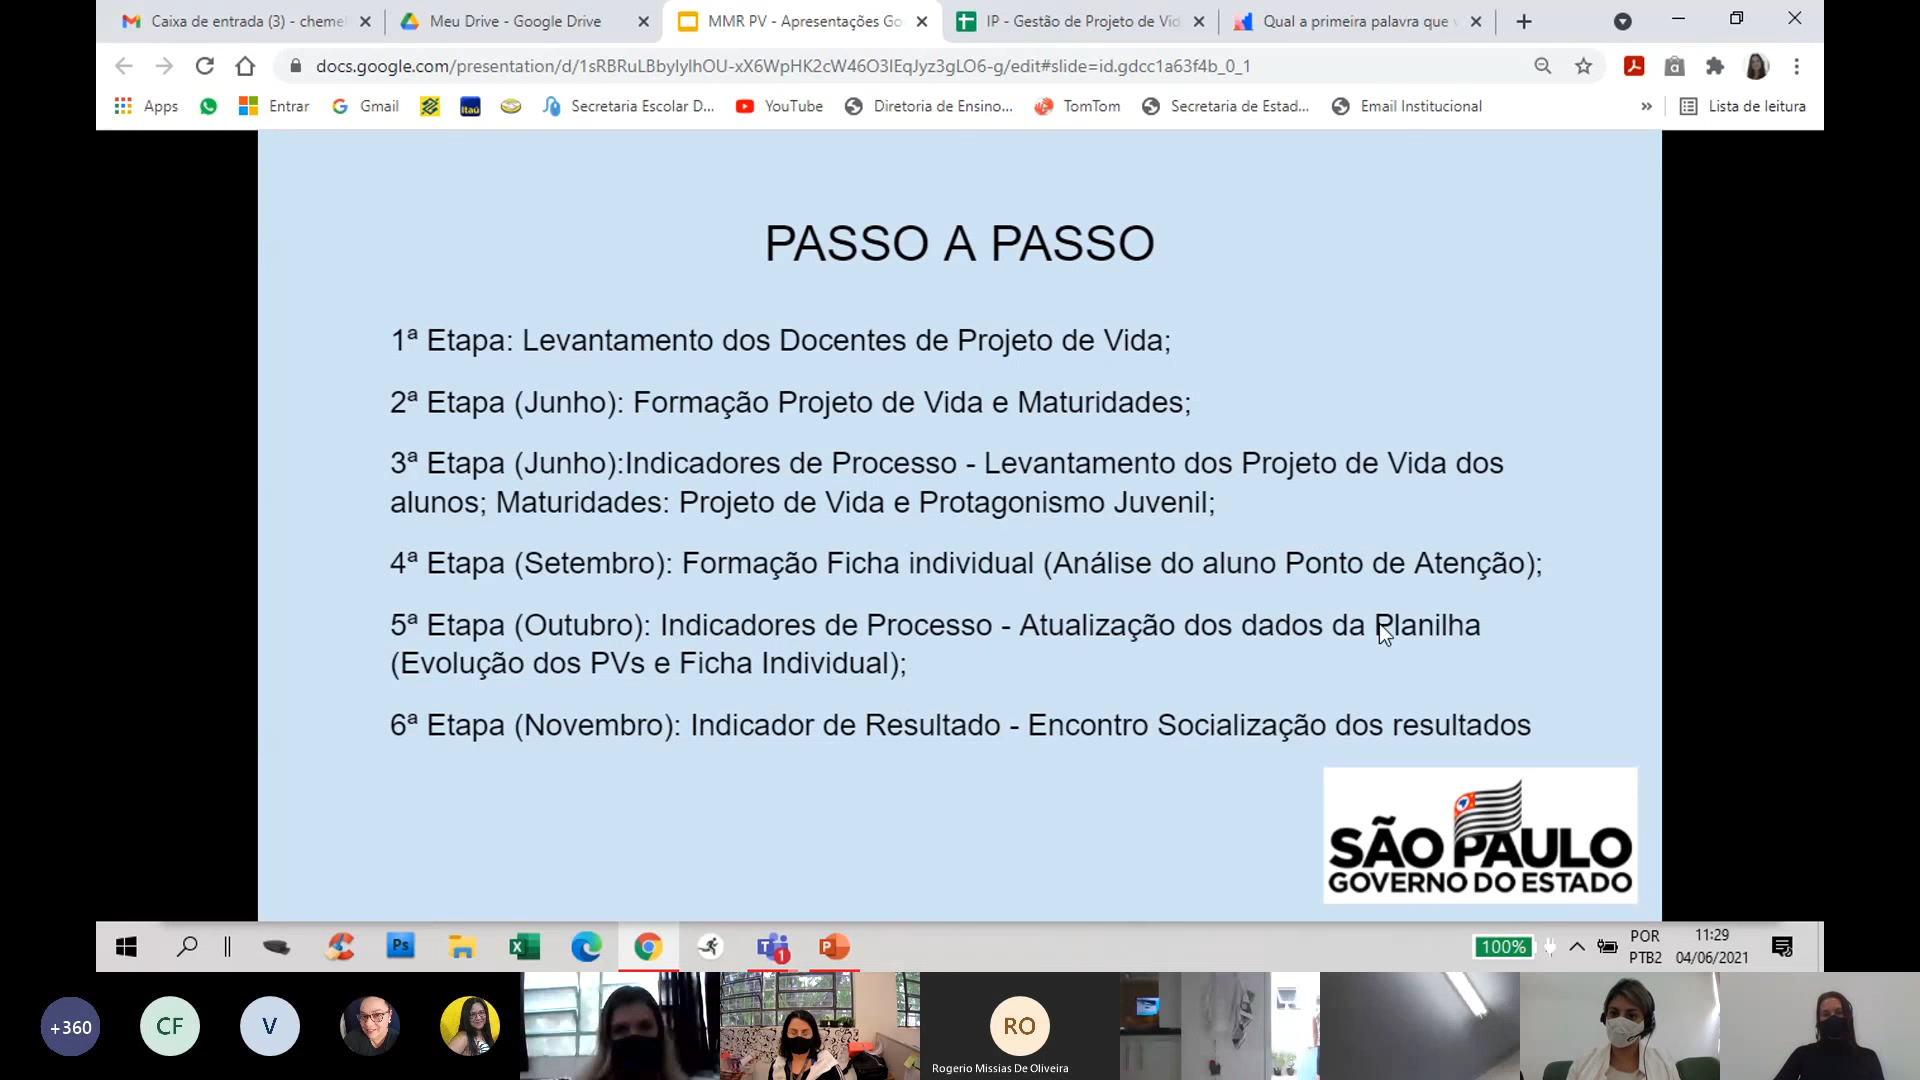 Caixa de entrada (3) - cheme
Meu Drive - Google Drive
MMR PV - Apresentações Go
IP - Gestão de Projeto de Vid
Qual a primeira palavra que v
docs.google.com/presentation/d/1sRBRuLBbyIylhOU-xX6WpHK2cW46O3IEqJyz3gLO6-g/edit#slide=id.gdcc1a63f4b_0_1
Apps
Entrar
Gmail
Itaú
Secretaria Escolar D...
YouTube
Diretoria de Ensino...
TomTom
Secretaria de Estad...
Email Institucional
»
Lista de leitura
PASSO A PASSO
1ª Etapa: Levantamento dos Docentes de Projeto de Vida;
2ª Etapa (Junho): Formação Projeto de Vida e Maturidades;
3ª Etapa (Junho):Indicadores de Processo - Levantamento dos Projeto de Vida dos
alunos; Maturidades: Projeto de Vida e Protagonismo Juvenil;
4ª Etapa (Setembro): Formação Ficha individual (Análise do aluno Ponto de Atenção);
5ª Etapa (Outubro): Indicadores de Processo - Atualização dos dados da Planilha
(Evolução dos PVs e Ficha Individual);
6ª Etapa (Novembro): Indicador de Resultado - Encontro Socialização dos resultados
SÃO PAULO
GOVERNO DO ESTADO
Ps
100%
POR
PTB2
11:29
04/06/2021
+360
CF
V
RO
Rogerio Missias De Oliveira